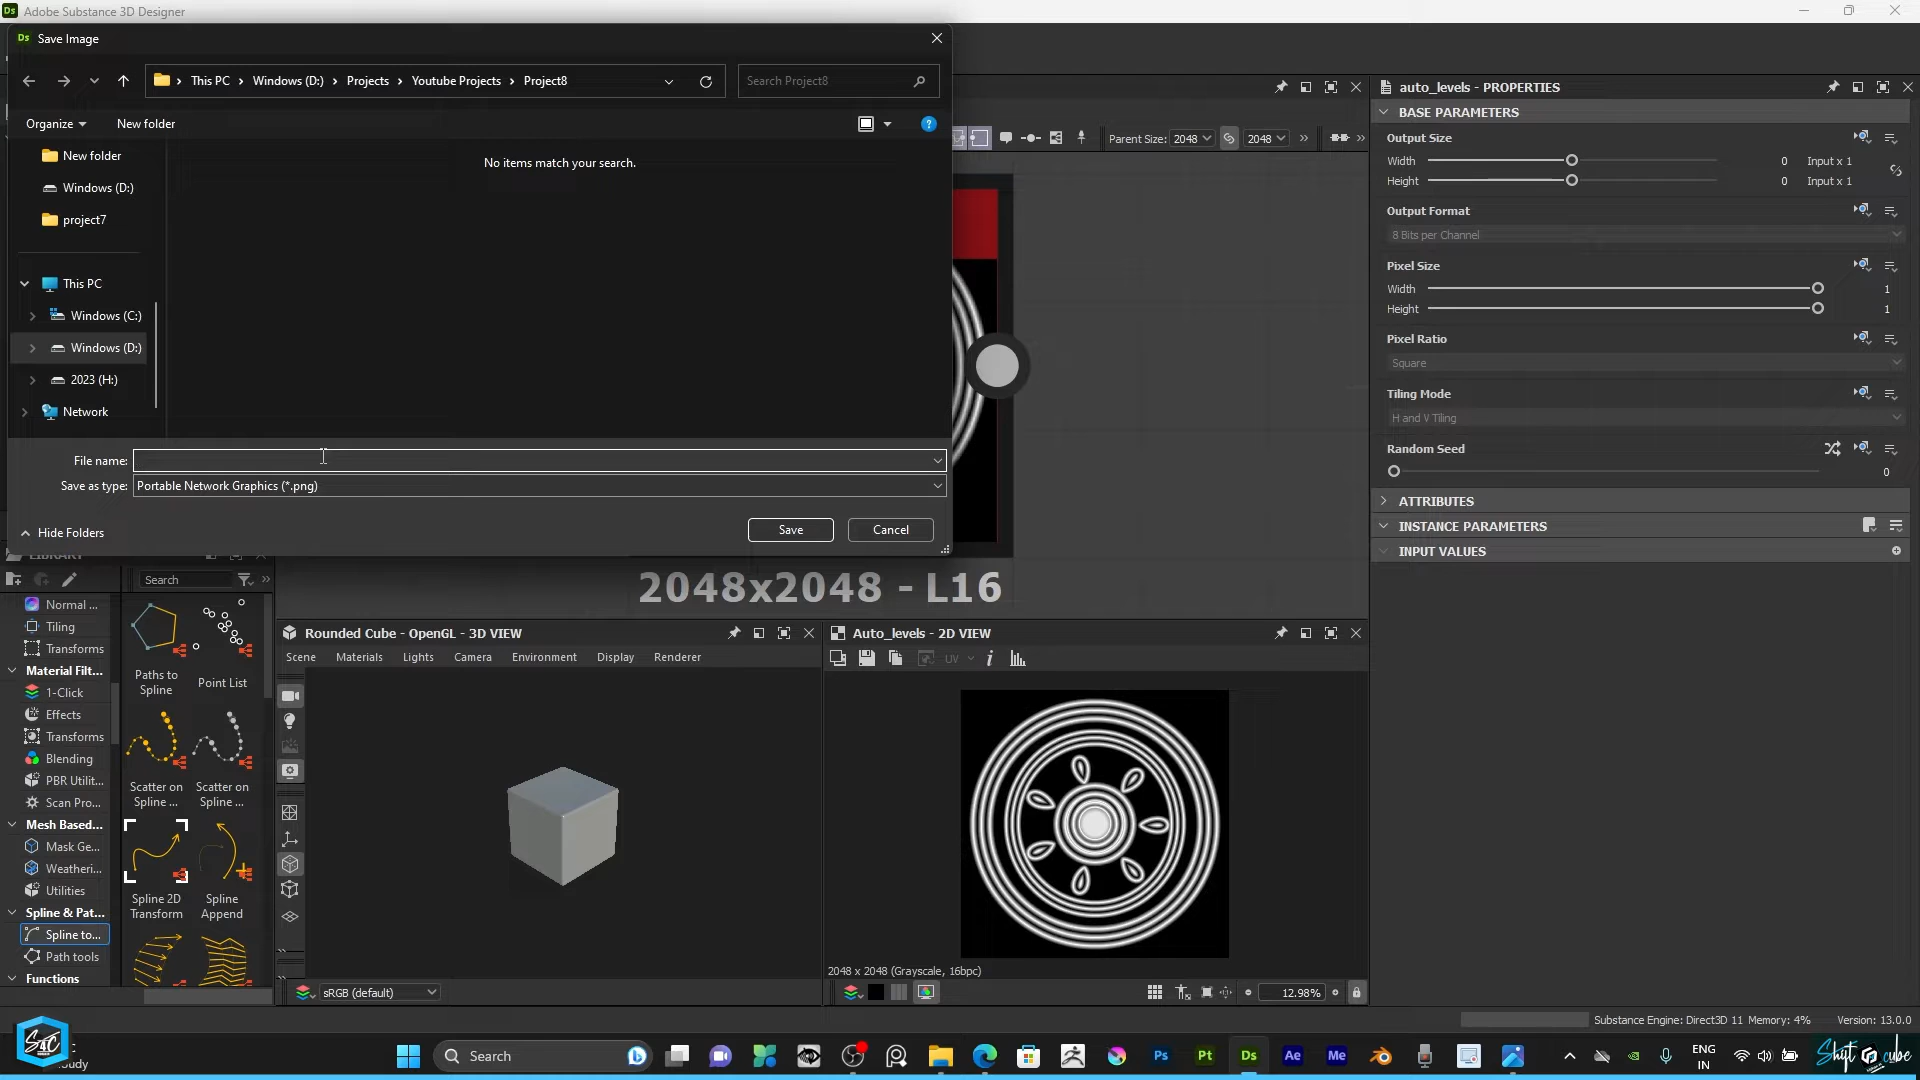 Adobe Substance 3D Designer
Save Image
This PC
Windows (D:)
Projects
Youtube Projects
Project8
Search Project8
Organize
New folder
New folder
Windows (D:)
project7
This PC
Windows (C:)
Windows (D:)
2023 (H:)
Network
No items match your search.
File name:
Save as type:
Portable Network Graphics (*.png)
Hide Folders
Save
Cancel
Parent Size:
2048
2048
auto_levels - PROPERTIES
BASE PARAMETERS
Output Size
Width
0
Input x 1
Height
0
Input x 1
Output Format
8 Bits per Channel
Pixel Size
Width
1
Height
1
Pixel Ratio
Square
Tiling Mode
H and V Tiling
Random Seed
0
ATTRIBUTES
INSTANCE PARAMETERS
INPUT VALUES
2048x2048 - L16
LIBRARY
Search
Normal ...
Tiling
Transforms
Material Filt...
1-Click
Effects
Transforms
Blending
PBR Utilit...
Scan Pro...
Mesh Based...
Mask Ge...
Weatheri...
Utilities
Spline & Pat...
Spline to...
Path tools
Functions
Paths to Spline
Point List
Scatter on Spline ...
Scatter on Spline ...
Spline 2D Transform
Spline Append
Rounded Cube - OpenGL - 3D VIEW
Scene
Materials
Lights
Camera
Environment
Display
Renderer
sRGB (default)
Auto_levels - 2D VIEW
UV
2048 x 2048 (Grayscale, 16bpc)
12.98%
Substance Engine: Direct3D 11 Memory: 4%
Version: 13.0.0
Search
Ps
Pt
Ds
Ae
Me
ENG
IN